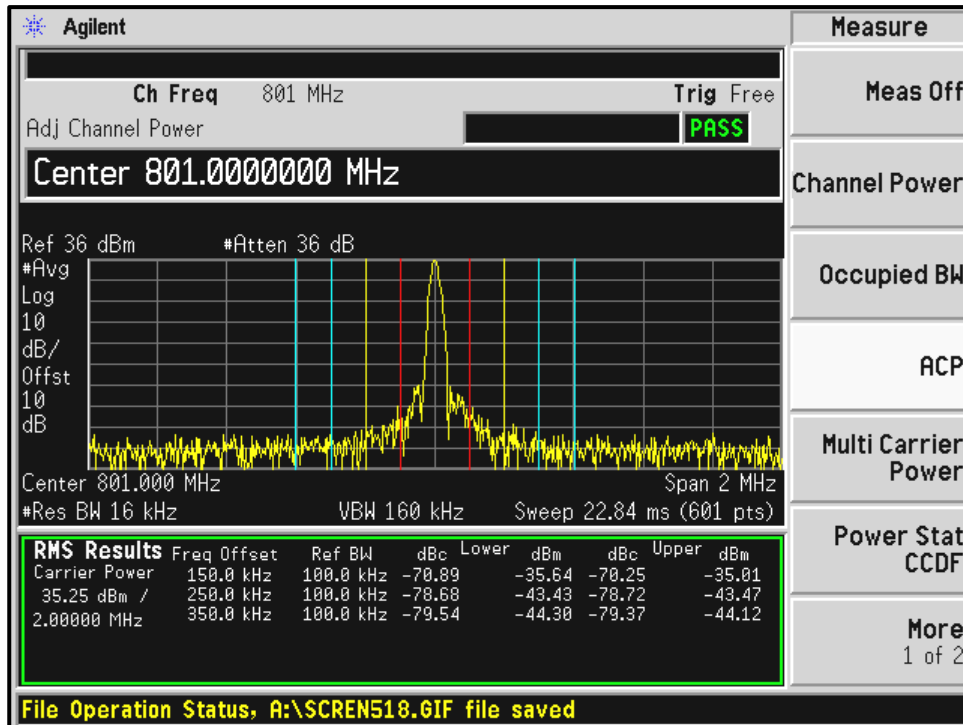 Agilent
Measure
Ch Freq 801 MHz Trig Free
Meas Off
Adj Channel Power PASS
Center 801.0000000 MHz
Channel Power
Ref 36 dBm #Atten 36 dB
#Avg
Log
10
dB/
Offst
10
dB
Occupied BW
ACP
Multi Carrier
Power
Center 801.000 MHz Span 2 MHz
#Res BW 16 kHz VBW 160 kHz Sweep 22.84 ms (601 pts)
Power Stat
CCDF
RMS Results Freq Offset Ref BW dBc Lower dBm dBc Upper dBm
Carrier Power 150.0 kHz 100.0 kHz -70.89 -35.64 -70.25 -35.01
35.25 dBm / 250.0 kHz 100.0 kHz -78.68 -43.43 -78.72 -43.47
2.00000 MHz 350.0 kHz 100.0 kHz -79.54 -44.30 -79.37 -44.12
More
1 of 2
File Operation Status, A:\SCREN518.GIF file saved